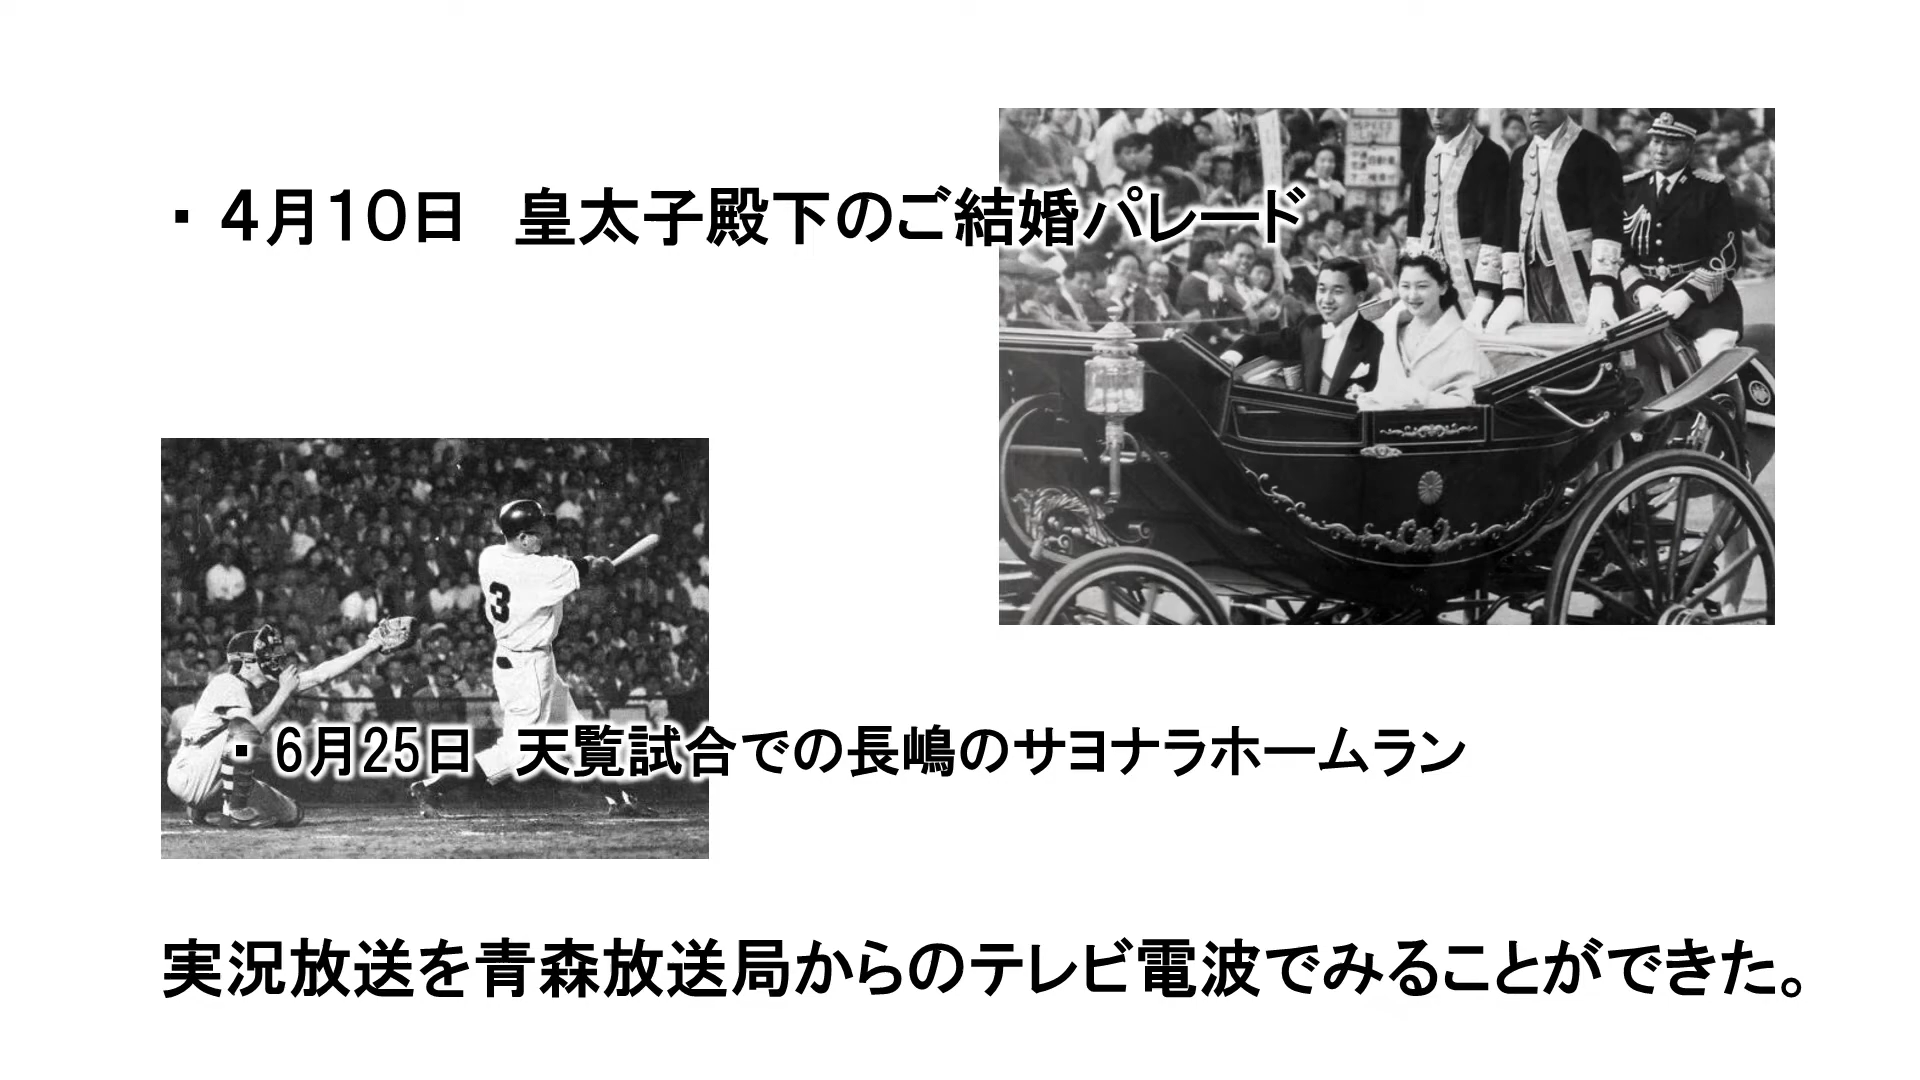 ・４月１０日　皇太子殿下のご結婚パレード
・6月25日　天覧試合での長嶋のサヨナラホームラン
実況放送を青森放送局からのテレビ電波でみることができた。
3